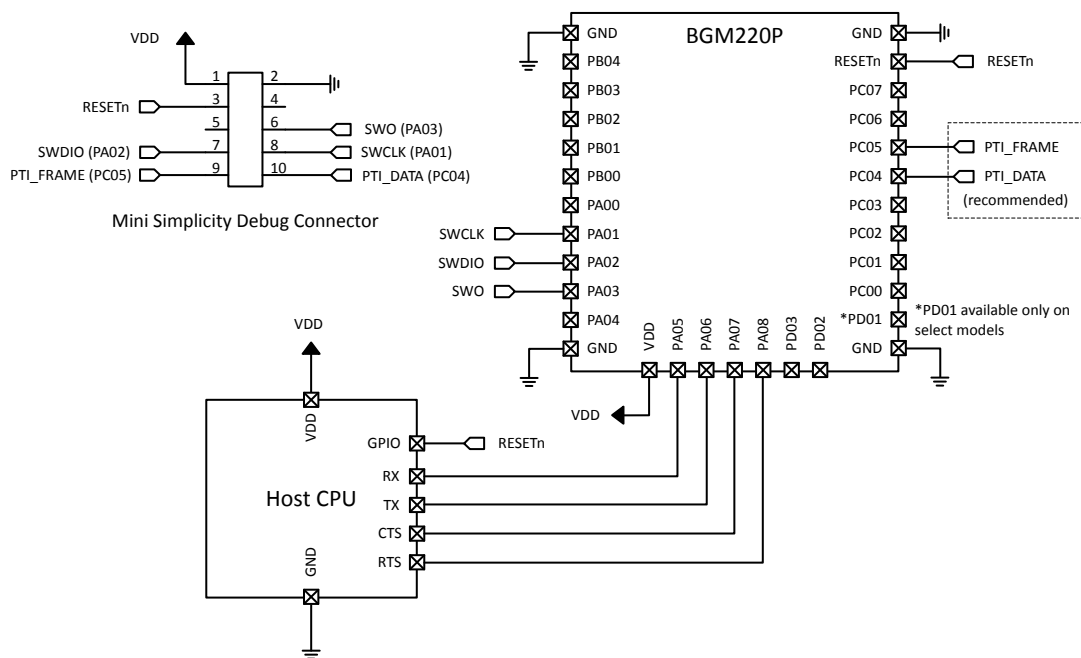 VDD
1
2
RESETn
3
4
5
6
SWO (PA03)
SWDIO (PA02)
7
8
SWCLK (PA01)
PTI_FRAME (PC05)
9
10
PTI_DATA (PC04)
Mini Simplicity Debug Connector
BGM220P
GND
PB04
PB03
PB02
PB01
PB00
PA00
SWCLK
PA01
SWDIO
PA02
SWO
PA03
PA04
GND
GND
RESETn
RESETn
PC07
PC06
PC05
PTI_FRAME
PC04
PTI_DATA
(recommended)
PC03
PC02
PC01
PC00
*PD01
*PD01 available only on
select models
GND
VDD
PA05
PA06
PA07
PA08
PD03
PD02
VDD
VDD
VDD
GPIO
RESETn
RX
Host CPU
TX
CTS
RTS
GND